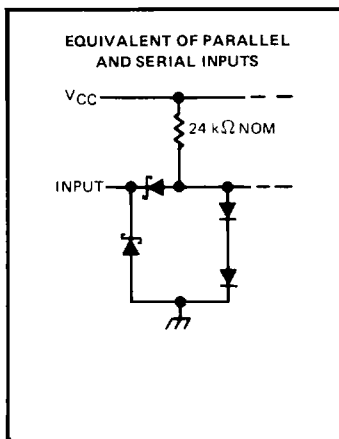 EQUIVALENT OF PARALLEL
AND SERIAL INPUTS
VCC
24 kΩ NOM
INPUT